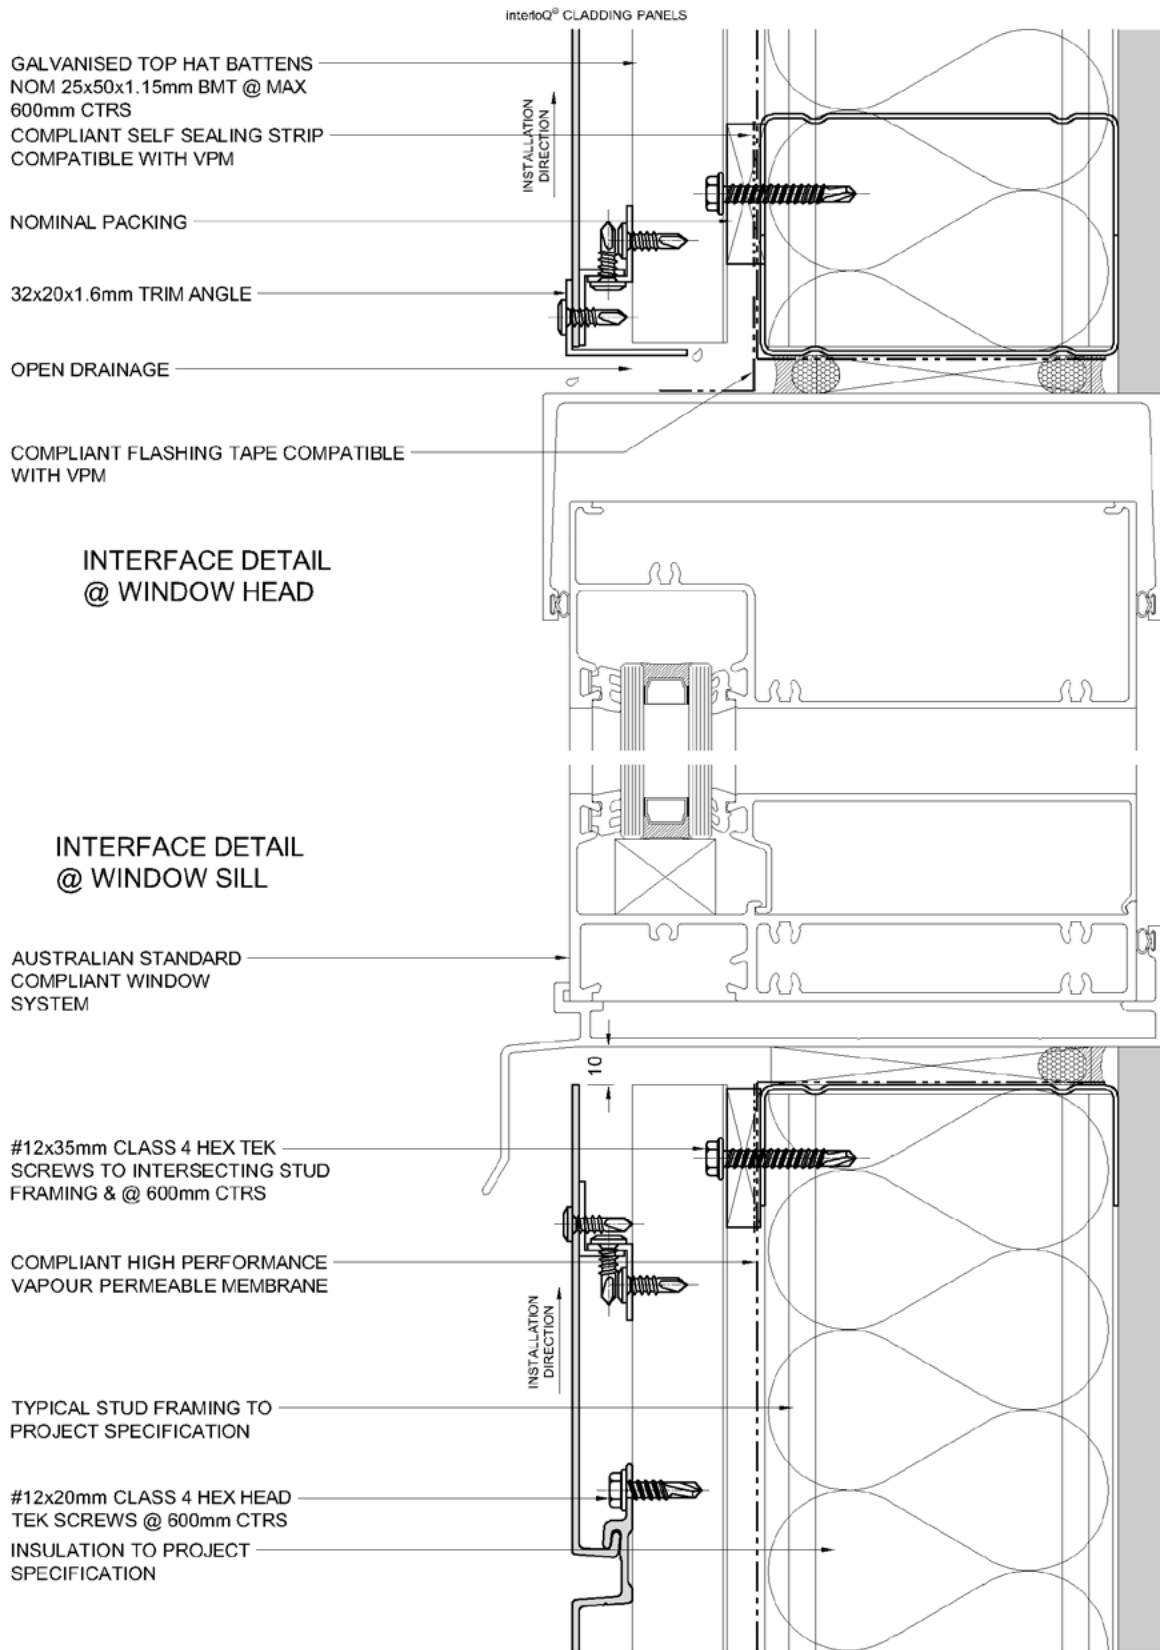 interloQ® CLADDING PANELS
GALVANISED TOP HAT BATTENS
NOM 25x50x1.15mm BMT @ MAX
600mm CTRS
COMPLIANT SELF SEALING STRIP
COMPATIBLE WITH VPM
INSTALLATION
DIRECTION
NOMINAL PACKING
32x20x1.6mm TRIM ANGLE
OPEN DRAINAGE
COMPLIANT FLASHING TAPE COMPATIBLE
WITH VPM
INTERFACE DETAIL
@ WINDOW HEAD
INTERFACE DETAIL
@ WINDOW SILL
AUSTRALIAN STANDARD
COMPLIANT WINDOW
SYSTEM
10
#12x35mm CLASS 4 HEX TEK
SCREWS TO INTERSECTING STUD
FRAMING & @ 600mm CTRS
COMPLIANT HIGH PERFORMANCE
VAPOUR PERMEABLE MEMBRANE
INSTALLATION
DIRECTION
TYPICAL STUD FRAMING TO
PROJECT SPECIFICATION
#12x20mm CLASS 4 HEX HEAD
TEK SCREWS @ 600mm CTRS
INSULATION TO PROJECT
SPECIFICATION